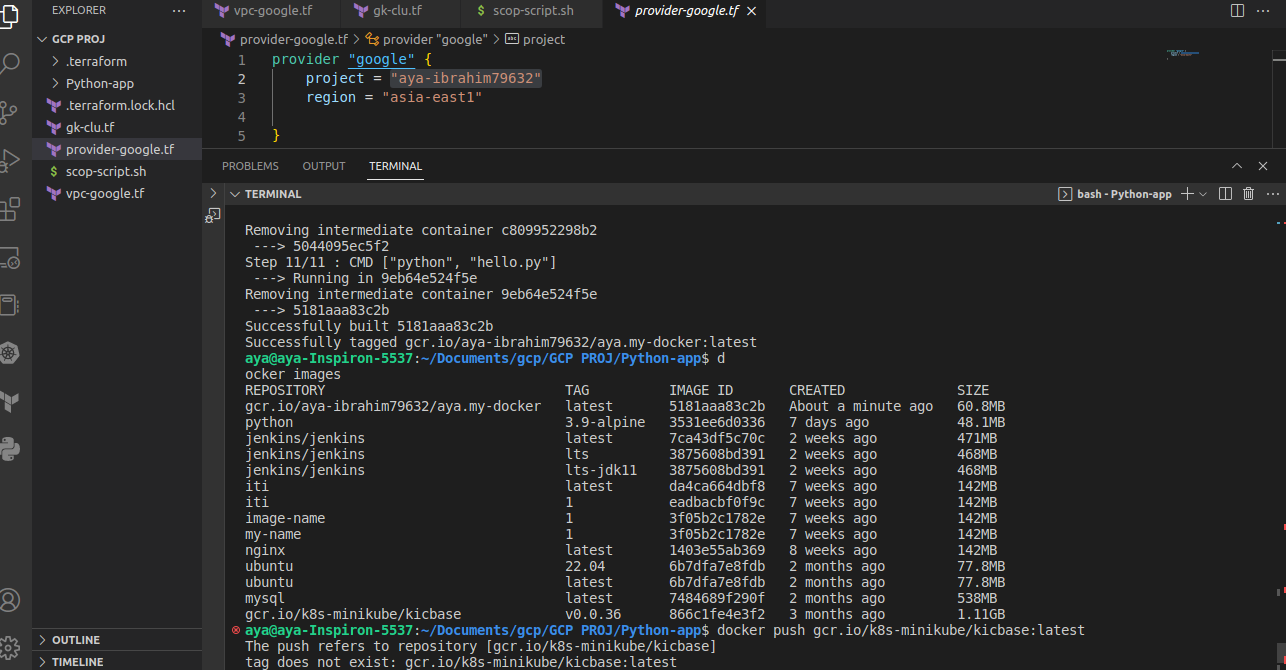 EXPLORER
···
vpc-google.tf
gk-clu.tf
$ scop-script.sh
provider-google.tf
GCP PROJ
.terraform
Python-app
.terraform.lock.hcl
gk-clu.tf
provider-google.tf
$ scop-script.sh
vpc-google.tf
OUTLINE
TIMELINE
provider-google.tf > provider "google" > project
1 provider "google" {
2 project = "aya-ibrahim79632"
3 region = "asia-east1"
4
5 }
PROBLEMS OUTPUT TERMINAL
TERMINAL
bash - Python-app
Removing intermediate container c809952298b2
---> 5044095ec5f2
Step 11/11 : CMD ["python", "hello.py"]
---> Running in 9eb64e524f5e
Removing intermediate container 9eb64e524f5e
---> 5181aaa83c2b
Successfully built 5181aaa83c2b
Successfully tagged gcr.io/aya-ibrahim79632/aya.my-docker:latest
aya@aya-Inspiron-5537:~/Documents/gcp/GCP PROJ/Python-app$ d
ocker images
REPOSITORY TAG IMAGE ID CREATED SIZE
gcr.io/aya-ibrahim79632/aya.my-docker latest 5181aaa83c2b About a minute ago 60.8MB
python 3.9-alpine 3531ee6d0336 7 days ago 48.1MB
jenkins/jenkins latest 7ca43df5c70c 2 weeks ago 471MB
jenkins/jenkins lts 3875608bd391 2 weeks ago 468MB
jenkins/jenkins lts-jdk11 3875608bd391 2 weeks ago 468MB
iti latest da4ca664dbf8 7 weeks ago 142MB
iti 1 eadbacbf0f9c 7 weeks ago 142MB
image-name 1 3f05b2c1782e 7 weeks ago 142MB
my-name 1 3f05b2c1782e 7 weeks ago 142MB
nginx latest 1403e55ab369 8 weeks ago 142MB
ubuntu 22.04 6b7dfa7e8fdb 2 months ago 77.8MB
ubuntu latest 6b7dfa7e8fdb 2 months ago 77.8MB
mysql latest 7484689f290f 2 months ago 538MB
gcr.io/k8s-minikube/kicbase v0.0.36 866c1fe4e3f2 3 months ago 1.11GB
aya@aya-Inspiron-5537:~/Documents/gcp/GCP PROJ/Python-app$ docker push gcr.io/k8s-minikube/kicbase:latest
The push refers to repository [gcr.io/k8s-minikube/kicbase]
tag does not exist: gcr.io/k8s-minikube/kicbase:latest